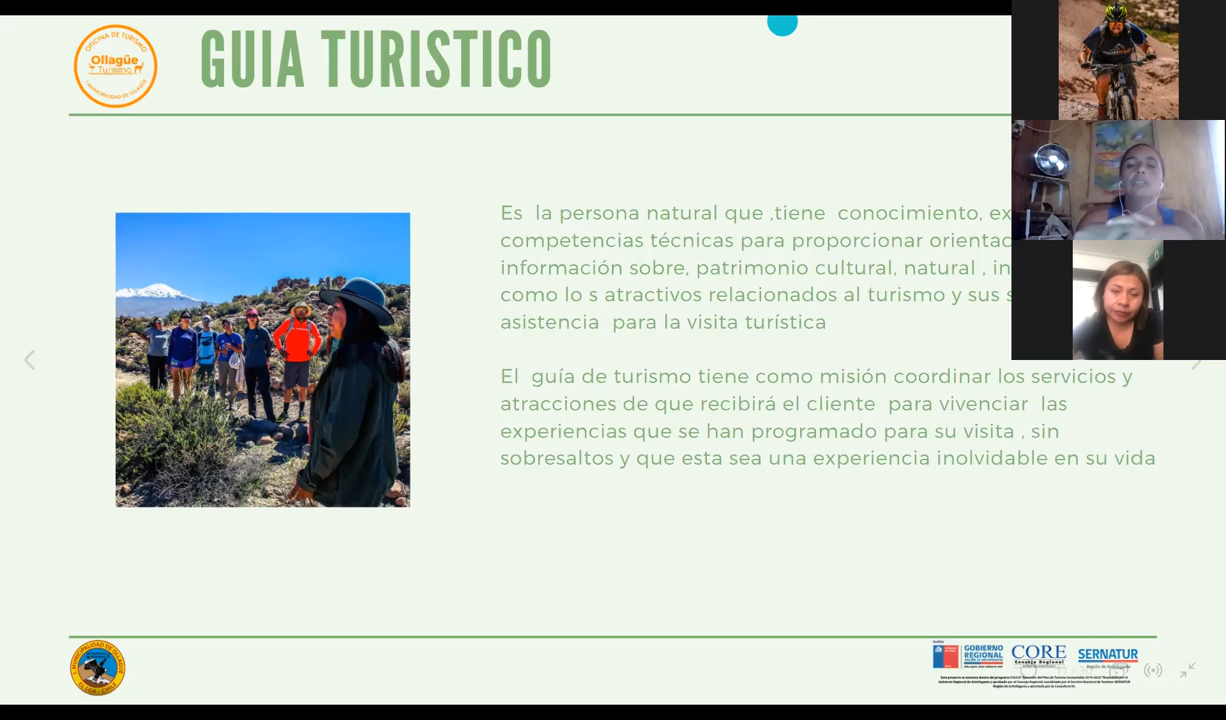 OFICINA DE TURISMO
Ollagüe
Turismo
I MUNICIPALIDAD DE OLLAGÜE
GUIA TURISTICO
Es la persona natural que ,tiene conocimiento, ex
competencias técnicas para proporcionar orientac
información sobre, patrimonio cultural, natural , in
como lo s atractivos relacionados al turismo y sus s
asistencia para la visita turística
El guía de turismo tiene como misión coordinar los servicios y
atracciones de que recibirá el cliente para vivenciar las
experiencias que se han programado para su visita , sin
sobresaltos y que esta sea una experiencia inolvidable en su vida
MUNICIPALIDAD DE OLLAGÜE
GOBIERNO
REGIONAL
CORE
Consejo Regional
SERNATUR
Región de Antofagasta